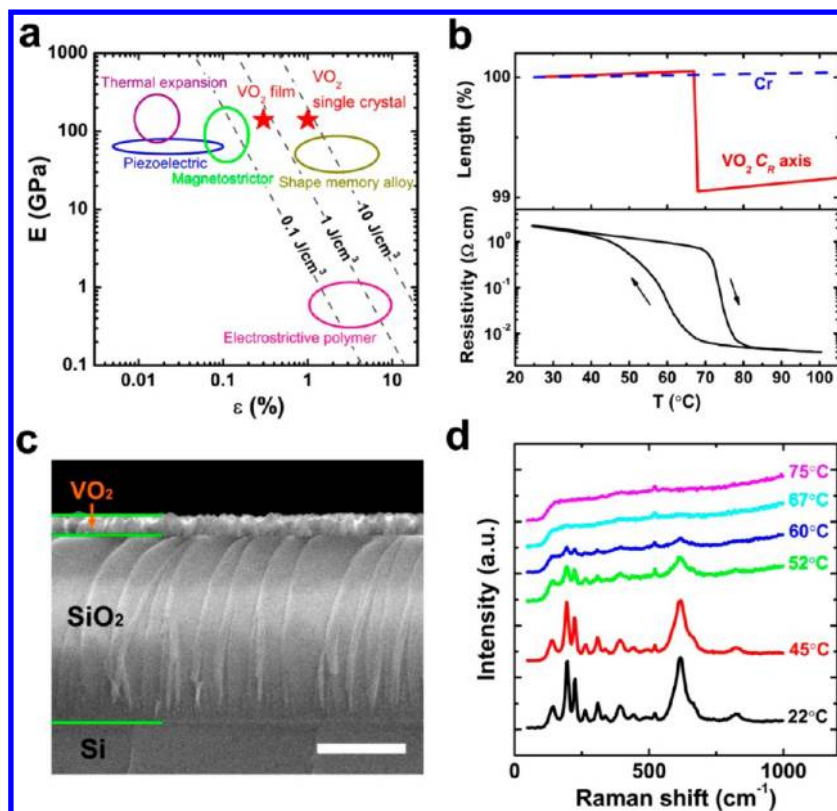 a
1000
100
10
1
0.1
E (GPa)
Thermal expansion
Piezoelectric
Magnetostrictor
VO2 film
VO2
single crystal
Shape memory alloy
0.1 J/cm3
1 J/cm3
10 J/cm3
Electrostrictive polymer
0.01
0.1
1
10
ε (%)
b
Length (%)
100
99
Cr
VO2 CR axis
Resistivity (Ω cm)
10^0
10^-1
10^-2
20 30 40 50 60 70 80 90 100
T (°C)
c
VO2
SiO2
Si
d
Intensity (a.u.)
75°C
67°C
60°C
52°C
45°C
22°C
0 500 1000
Raman shift (cm-1)